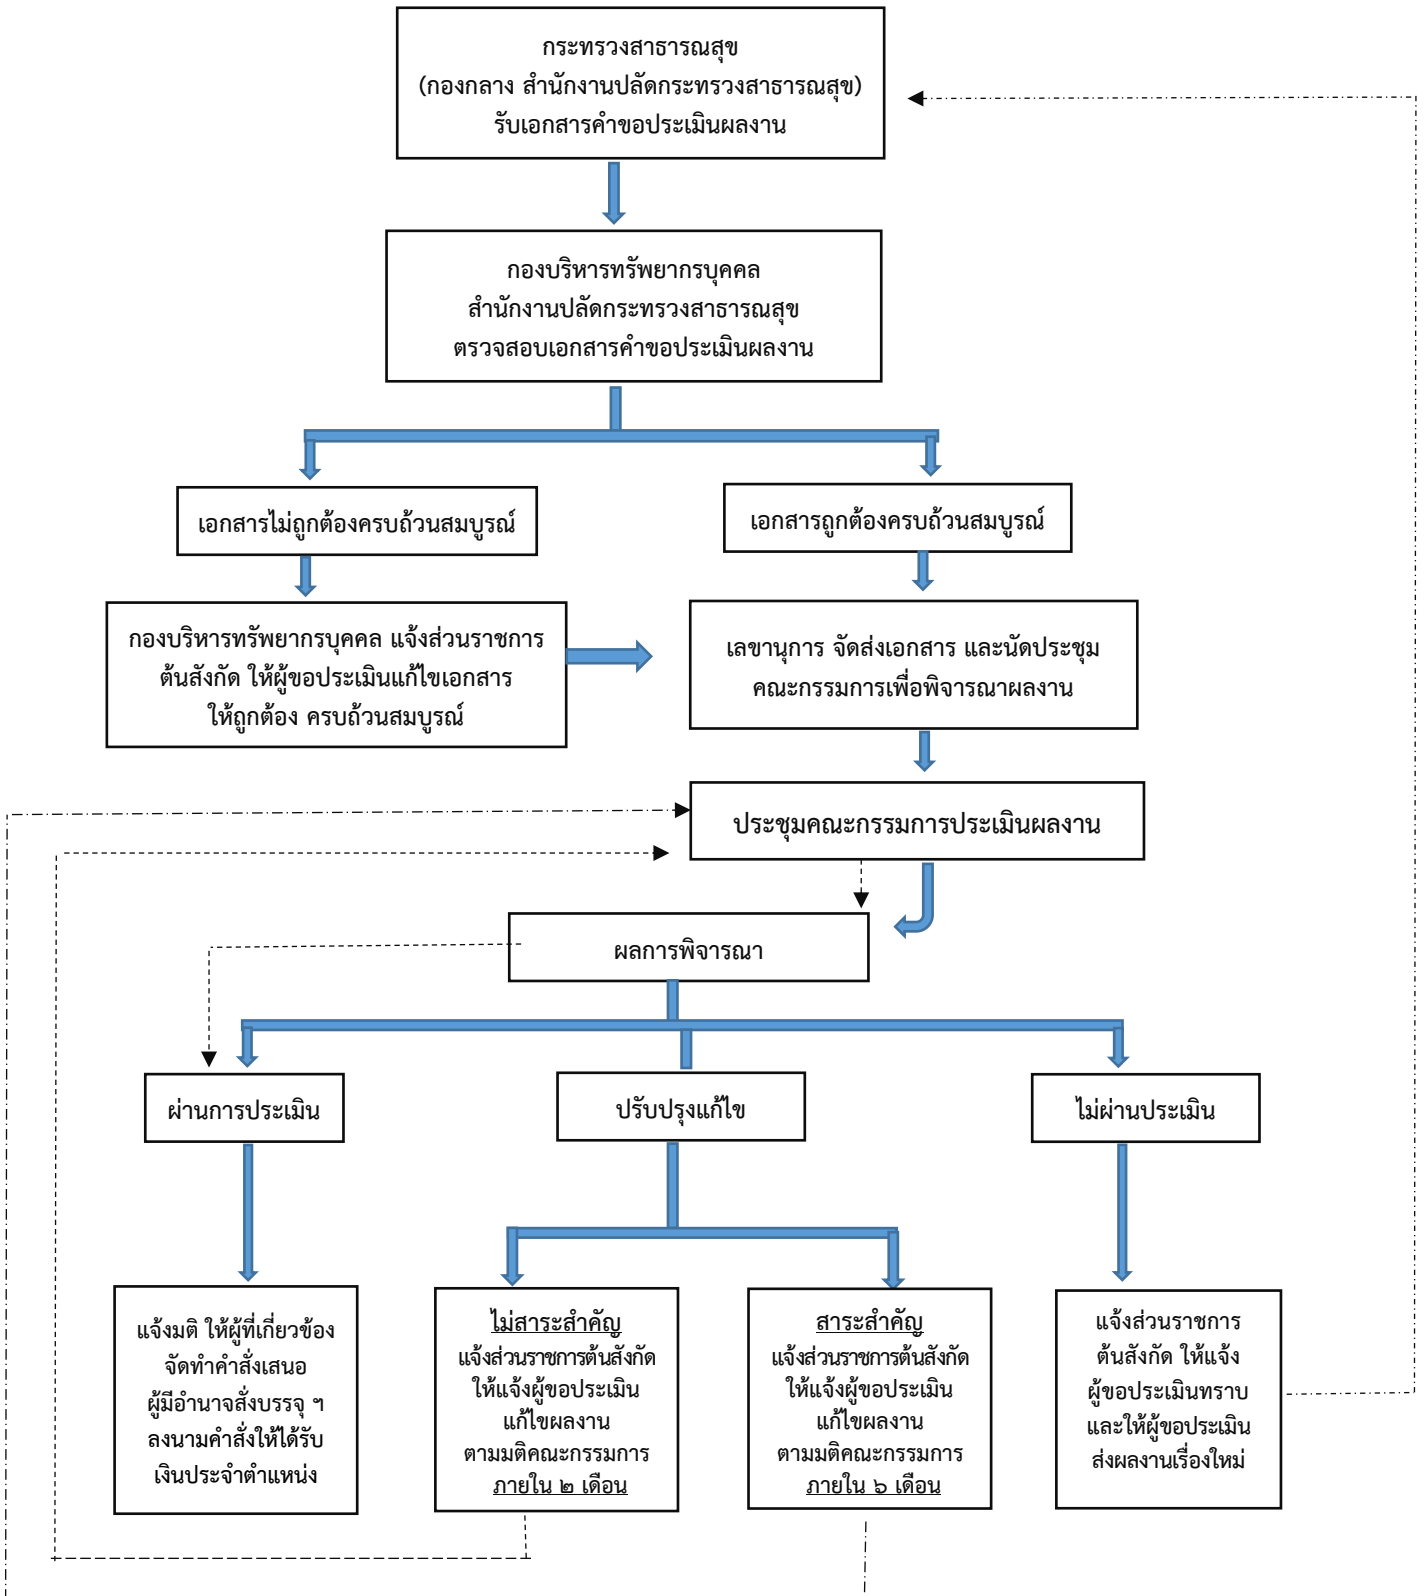 กระทรวงสาธารณสุข
(กองกลาง สำนักงานปลัดกระทรวงสาธารณสุข)
รับเอกสารคำขอประเมินผลงาน
กองบริหารทรัพยากรบุคคล
สำนักงานปลัดกระทรวงสาธารณสุข
ตรวจสอบเอกสารคำขอประเมินผลงาน
เอกสารไม่ถูกต้องครบถ้วนสมบูรณ์
เอกสารถูกต้องครบถ้วนสมบูรณ์
กองบริหารทรัพยากรบุคคล แจ้งส่วนราชการ
ต้นสังกัด ให้ผู้ขอประเมินแก้ไขเอกสาร
ให้ถูกต้อง ครบถ้วนสมบูรณ์
เลขานุการ จัดส่งเอกสาร และนัดประชุม
คณะกรรมการเพื่อพิจารณาผลงาน
ประชุมคณะกรรมการประเมินผลงาน
ผลการพิจารณา
ผ่านการประเมิน
ปรับปรุงแก้ไข
ไม่ผ่านประเมิน
แจ้งมติ ให้ผู้ที่เกี่ยวข้อง
จัดทำคำสั่งเสนอ
ผู้มีอำนาจสั่งบรรจุ ฯ
ลงนามคำสั่งให้ได้รับ
เงินประจำตำแหน่ง
ไม่สาระสำคัญ
แจ้งส่วนราชการต้นสังกัด
ให้แจ้งผู้ขอประเมิน
แก้ไขผลงาน
ตามมติคณะกรรมการ
ภายใน ๒ เดือน
สาระสำคัญ
แจ้งส่วนราชการต้นสังกัด
ให้แจ้งผู้ขอประเมิน
แก้ไขผลงาน
ตามมติคณะกรรมการ
ภายใน ๖ เดือน
แจ้งส่วนราชการ
ต้นสังกัด ให้แจ้ง
ผู้ขอประเมินทราบ
และให้ผู้ขอประเมิน
ส่งผลงานเรื่องใหม่